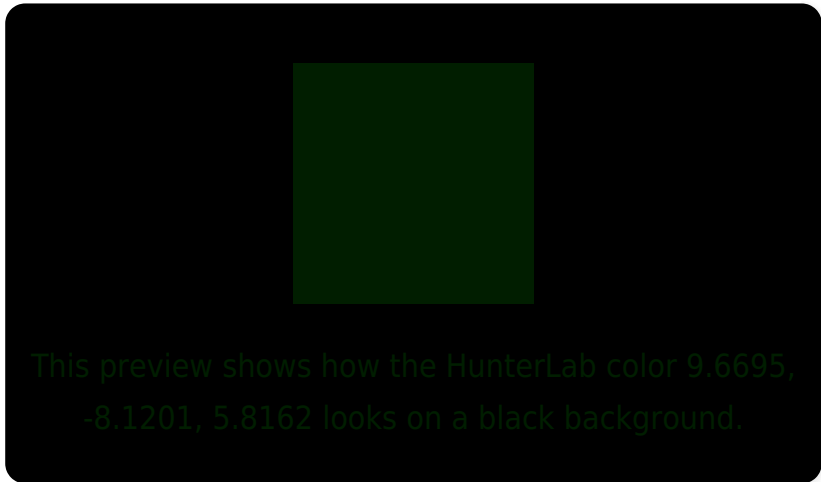 This preview shows how the HunterLab color 9.6695,
-8.1201, 5.8162 looks on a black background.